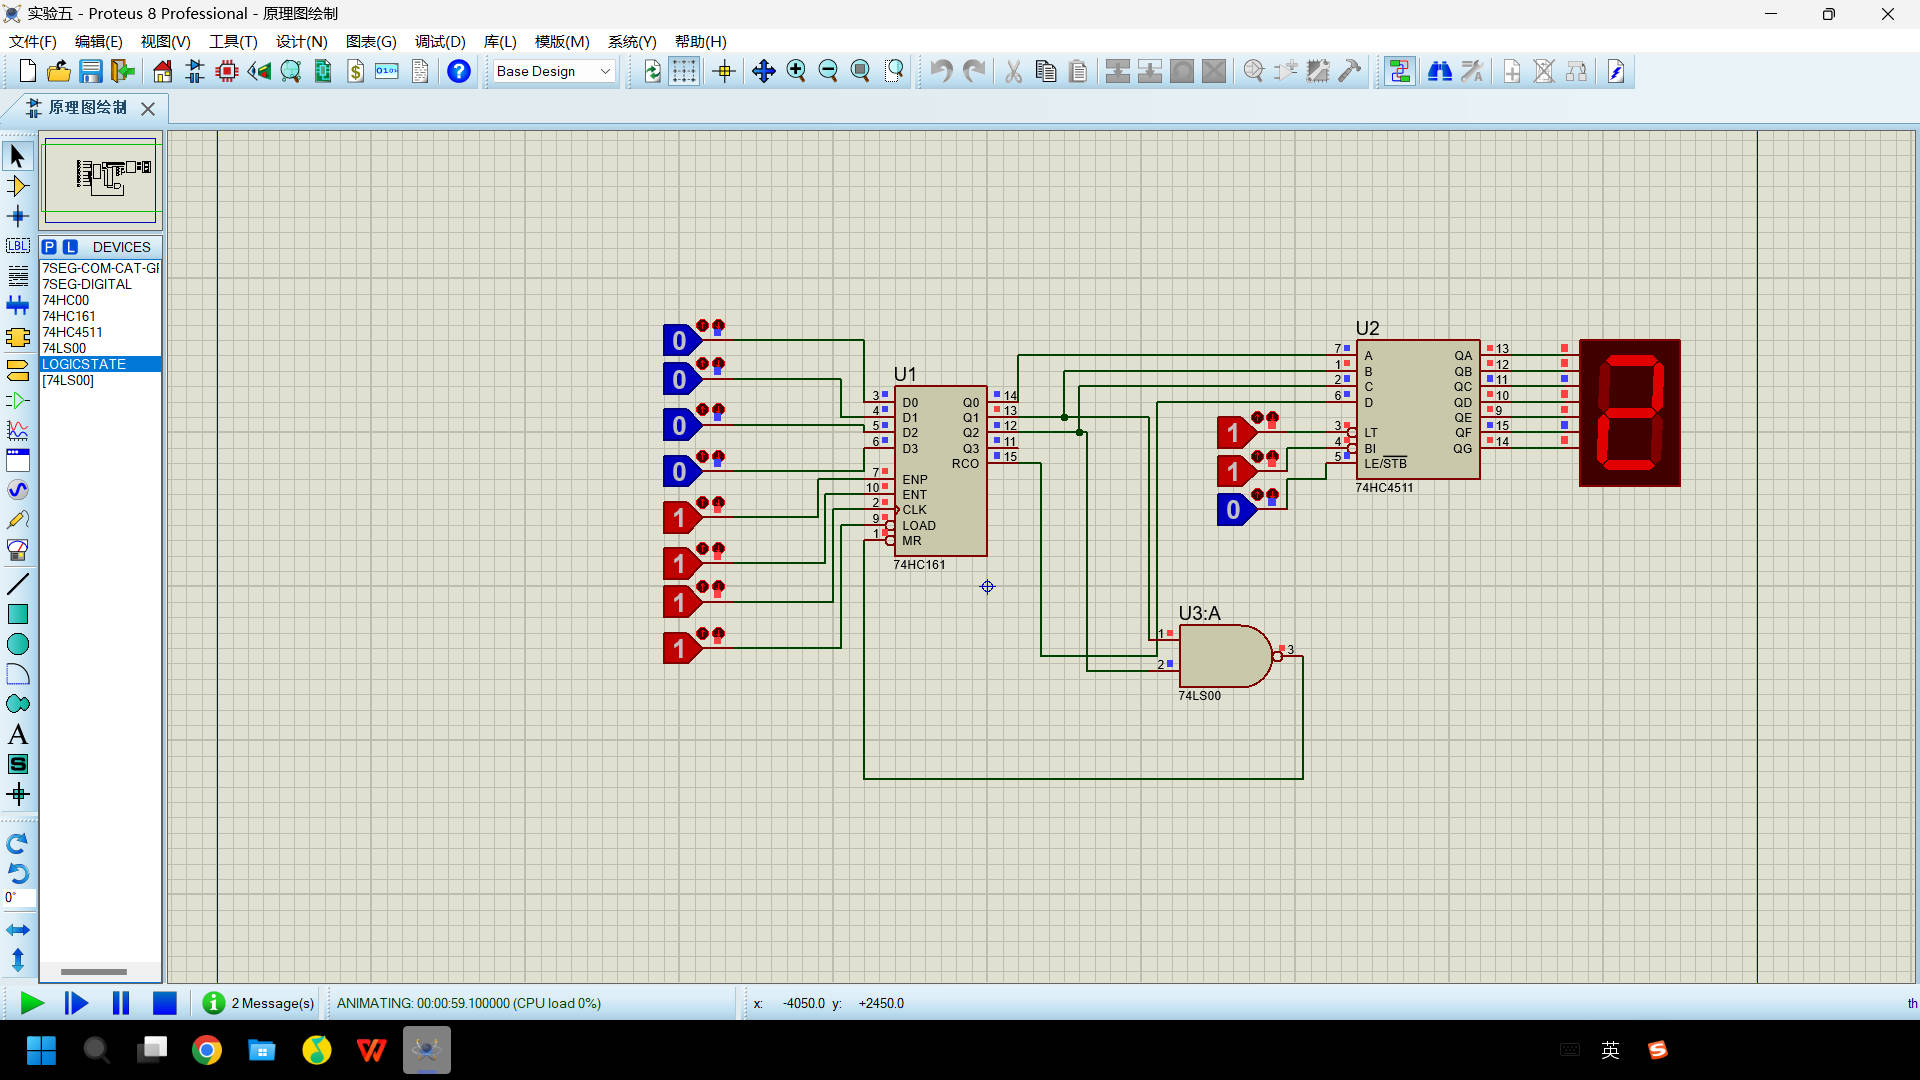 实验五 - Proteus 8 Professional - 原理图绘制
文件(F) 编辑(E) 视图(V) 工具(T) 设计(N) 图表(G) 调试(D) 库(L) 模版(M) 系统(Y) 帮助(H)
Base Design
原理图绘制
P L DEVICES
7SEG-COM-CAT-G
7SEG-DIGITAL
74HC00
74HC161
74HC4511
74LS00
LOGICSTATE
[74LS00]
LBL
A
S
0°
0
0
0
0
1
1
1
1
U1
3 D0 Q0 14
4 D1 Q1 13
5 D2 Q2 12
6 D3 Q3 11
RCO 15
7 ENP
10 ENT
2 CLK
9 LOAD
1 MR
74HC161
1
1
0
U2
7 A QA 13
1 B QB 12
2 C QC 11
6 D QD 10
QE 9
3 LT QF 15
4 BI QG 14
5 LE/STB
74HC4511
2
U3:A
1
2
3
74LS00
2 Message(s) ANIMATING: 00:00:59.100000 (CPU load 0%) x: -4050.0 y: +2450.0 th
英